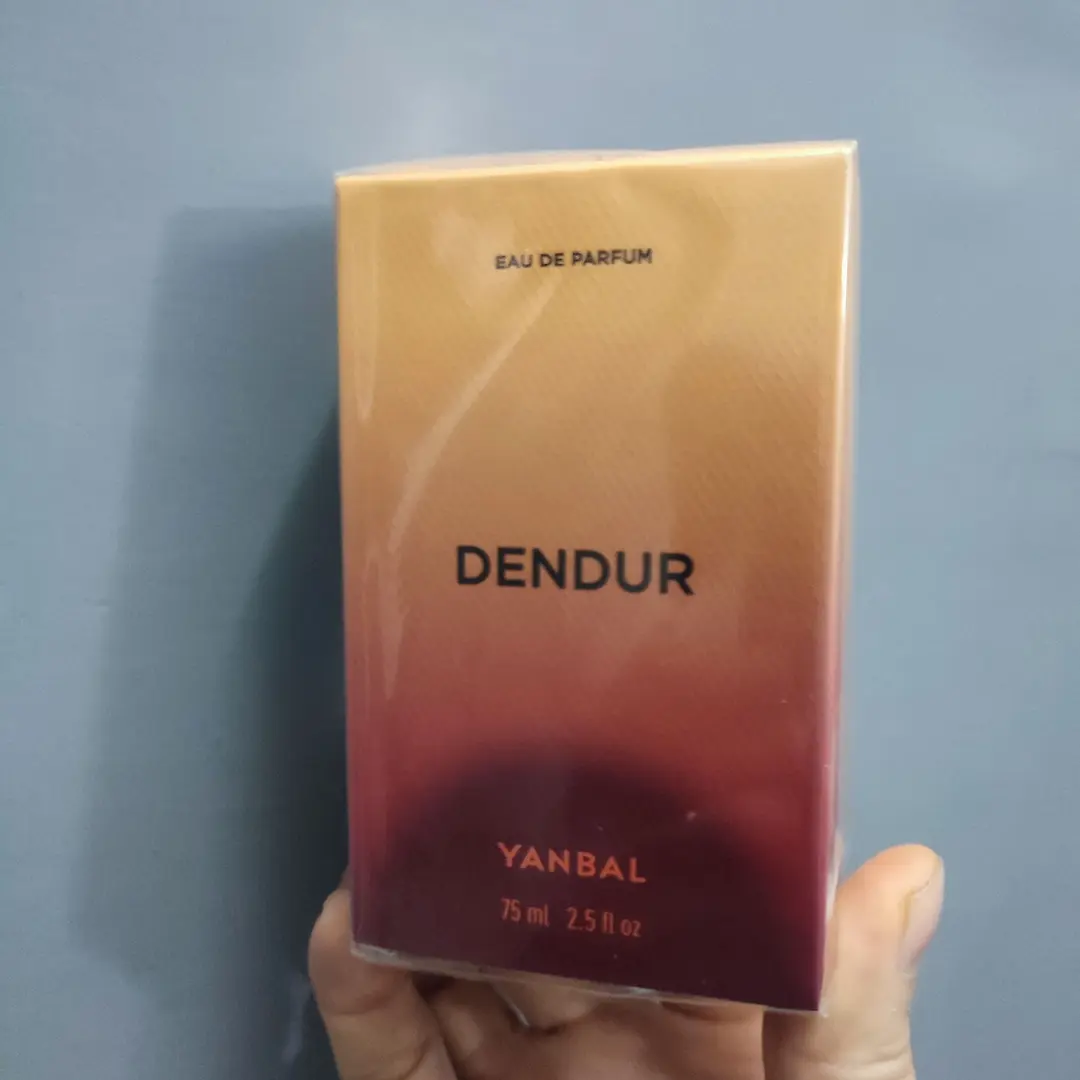 EAU DE PARFUM
DENDUR
YANBAL
75 ml 2.5 fl oz